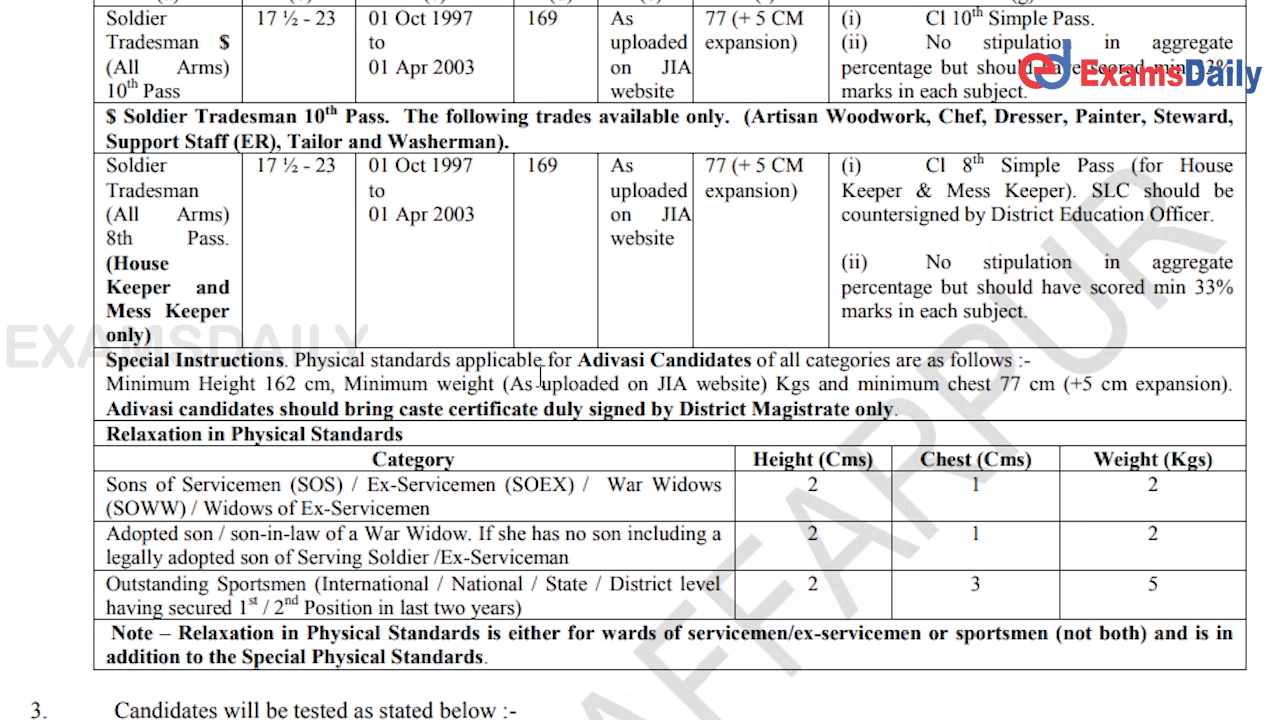 Soldier Tradesman $ (All Arms) 10th Pass | 17 ½ - 23 | 01 Oct 1997 to 01 Apr 2003 | 169 | As uploaded on JIA website | 77 (+ 5 CM expansion) | (i) Cl 10th Simple Pass.
(ii) No stipulation in aggregate
percentage but should have scored min 33%
marks in each subject.
ExamsDaily
$ Soldier Tradesman 10th Pass. The following trades available only. (Artisan Woodwork, Chef, Dresser, Painter, Steward,
Support Staff (ER), Tailor and Washerman).
Soldier Tradesman (All Arms) 8th Pass. (House Keeper and Mess Keeper only) | 17 ½ - 23 | 01 Oct 1997 to 01 Apr 2003 | 169 | As uploaded on JIA website | 77 (+ 5 CM expansion) | (i) Cl 8th Simple Pass (for House
Keeper & Mess Keeper). SLC should be
countersigned by District Education Officer.
(ii) No stipulation in aggregate
percentage but should have scored min 33%
marks in each subject.
EXAMSDAILY
Special Instructions. Physical standards applicable for Adivasi Candidates of all categories are as follows :-
Minimum Height 162 cm, Minimum weight (As uploaded on JIA website) Kgs and minimum chest 77 cm (+5 cm expansion).
Adivasi candidates should bring caste certificate duly signed by District Magistrate only.
Relaxation in Physical Standards
Category | Height (Cms) | Chest (Cms) | Weight (Kgs)
Sons of Servicemen (SOS) / Ex-Servicemen (SOEX) / War Widows (SOWW) / Widows of Ex-Servicemen | 2 | 1 | 2
Adopted son / son-in-law of a War Widow. If she has no son including a legally adopted son of Serving Soldier /Ex-Serviceman | 2 | 1 | 2
Outstanding Sportsmen (International / National / State / District level having secured 1st / 2nd Position in last two years) | 2 | 3 | 5
Note – Relaxation in Physical Standards is either for wards of servicemen/ex-servicemen or sportsmen (not both) and is in
addition to the Special Physical Standards.
3. Candidates will be tested as stated below :-